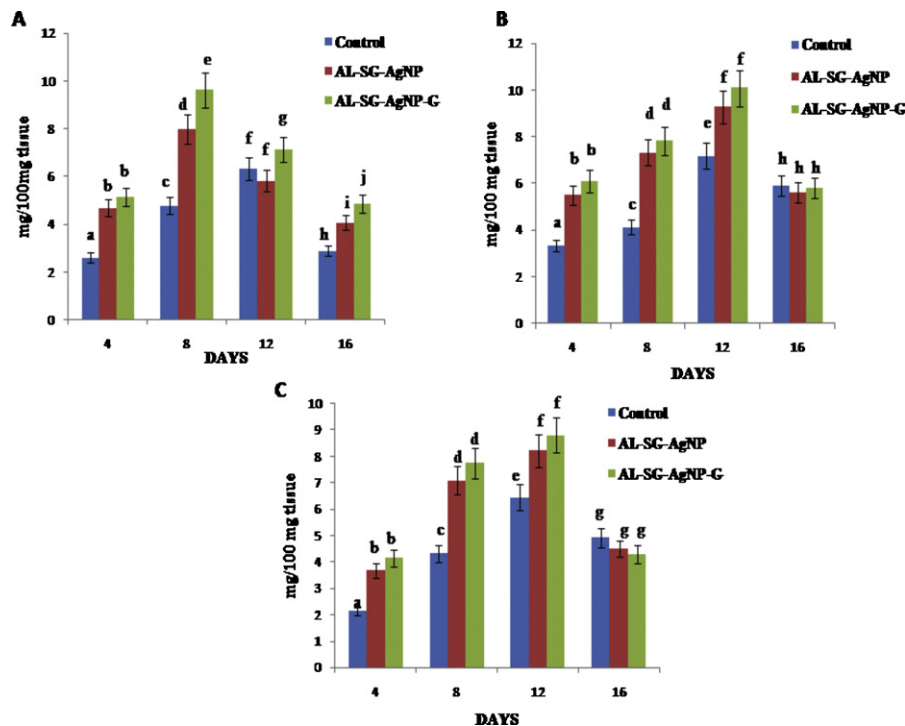 A
mg/100mg tissue
12
10
8
6
4
2
0
a
b
b
c
d
e
f
f
g
h
i
j
Control
AL-SG-AgNP
AL-SG-AgNP-G
4 8 12 16
DAYS
B
mg/100 mg tissue
12
10
8
6
4
2
0
a
b
b
c
d
d
e
f
f
h
h
h
Control
AL-SG-AgNP
AL-SG-AgNP-G
4 8 12 16
DAYS
C
mg/100 mg tissue
10
9
8
7
6
5
4
3
2
1
0
a
b
b
c
d
d
e
f
f
g
g
g
Control
AL-SG-AgNP
AL-SG-AgNP-G
4 8 12 16
DAYS